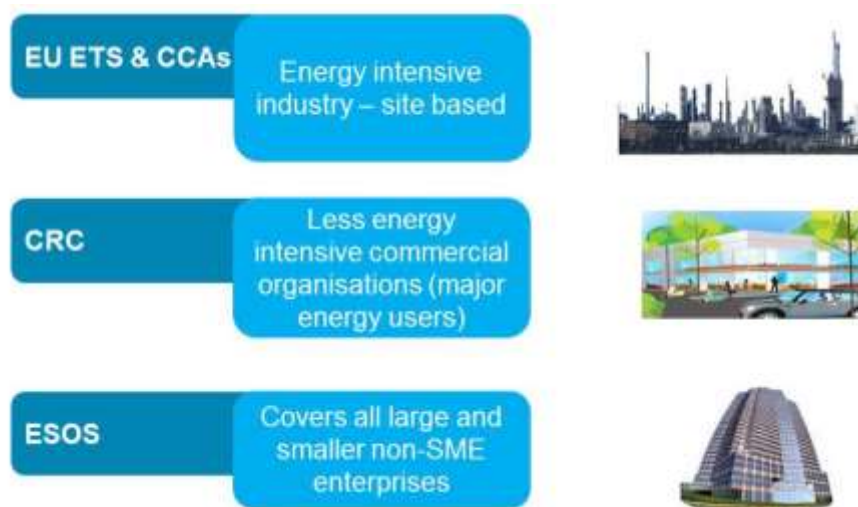 EU ETS & CCAs
Energy intensive
industry – site based
CRC
Less energy
intensive commercial
organisations (major
energy users)
ESOS
Covers all large and
smaller non-SME
enterprises